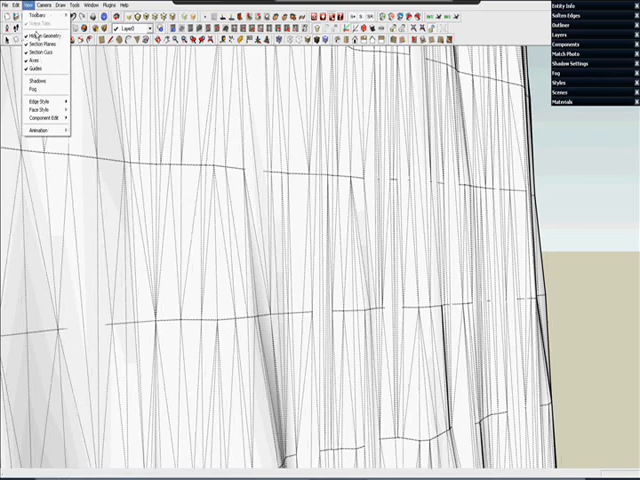 File Edit View Camera Draw Tools Window Plugins Help
Toolbars
Scene Tabs
Hidden Geometry
Section Planes
Section Cuts
Axes
Guides
Shadows
Fog
Edge Style
Face Style
Component Edit
Animation
Layer0
Entity Info
Soften Edges
Outliner
Layers
Components
Match Photo
Shadow Settings
Fog
Styles
Scenes
Materials